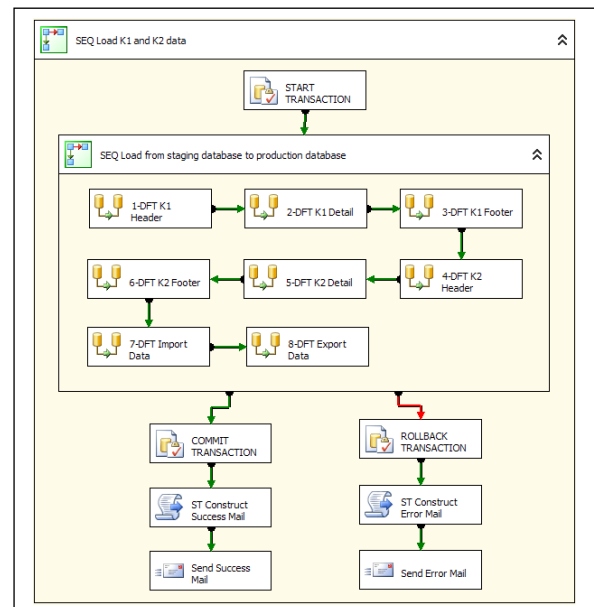 SEQ Load K1 and K2 data
START
TRANSACTION
SEQ Load from staging database to production database
1-DFT K1
Header
2-DFT K1 Detail
3-DFT K1 Footer
6-DFT K2 Footer
5-DFT K2 Detail
4-DFT K2
Header
7-DFT Import
Data
8-DFT Export
Data
COMMIT
TRANSACTION
ROLLBACK
TRANSACTION
ST Construct
Success Mail
ST Construct
Error Mail
Send Success
Mail
Send Error Mail